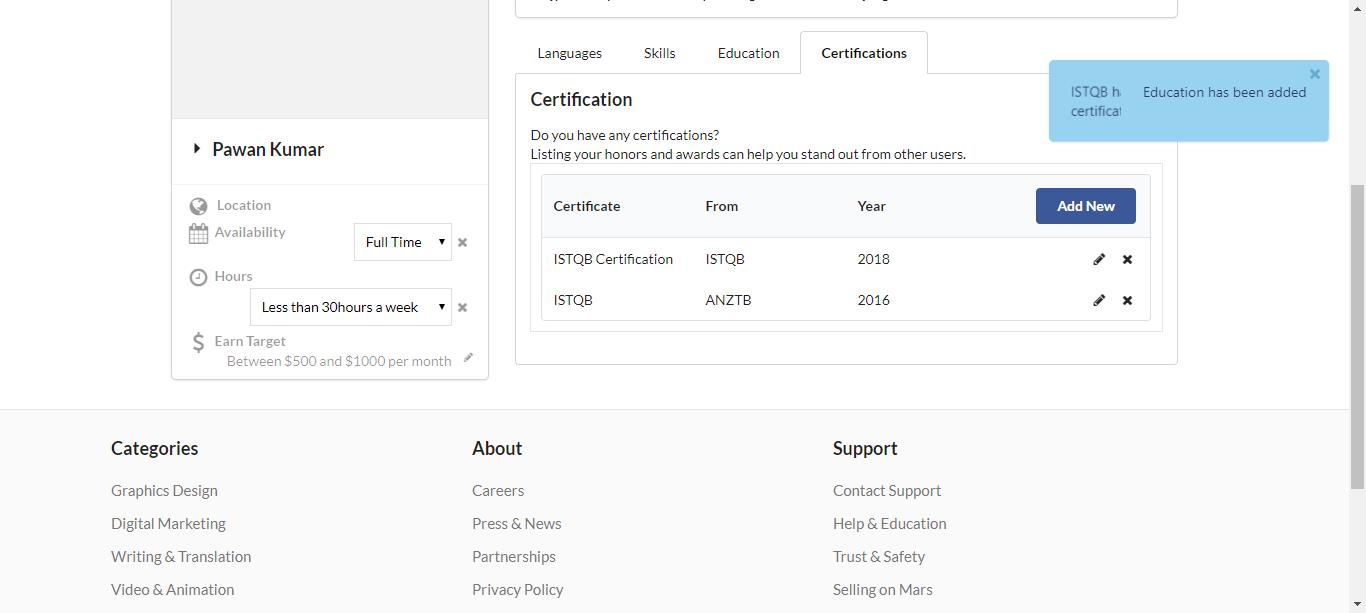 Languages Skills Education Certifications
ISTQB
Education has been added
Certification
Do you have any certifications?
Listing your honors and awards can help you stand out from other users.
Certificate From Year Add New
ISTQB Certification ISTQB 2018
ISTQB ANZTB 2016
Pawan Kumar
Location
Availability
Full Time
Hours
Less than 30hours a week
Earn Target
Between $500 and $1000 per month
Categories
Graphics Design
Digital Marketing
Writing & Translation
Video & Animation
About
Careers
Press & News
Partnerships
Privacy Policy
Support
Contact Support
Help & Education
Trust & Safety
Selling on Mars